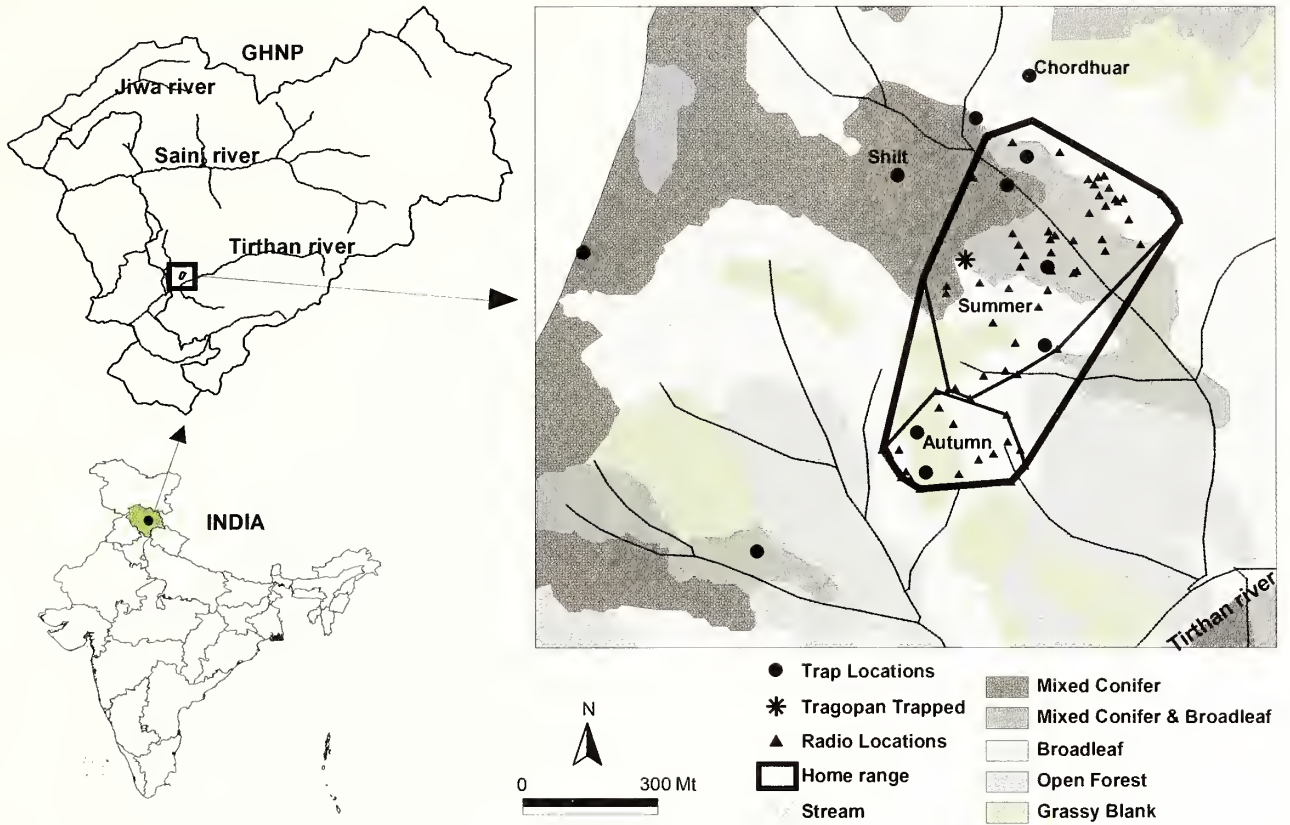 GHNP
Jiwa river
Sainj river
Tirthan river
INDIA
Chordhuar
Shilt
Summer
Autumn
Tirthan river
N
0 300 Mt
Trap Locations
Tragopan Trapped
Radio Locations
Home range
Stream
Mixed Conifer
Mixed Conifer & Broadleaf
Broadleaf
Open Forest
Grassy Blank